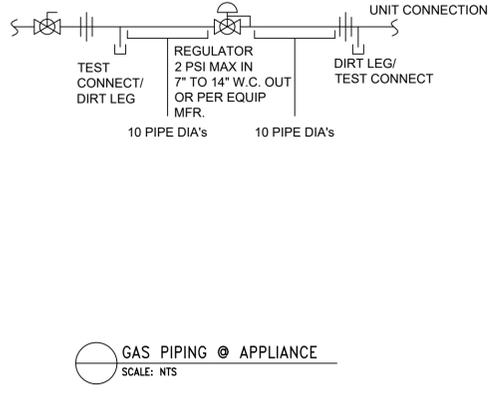 UNIT CONNECTION
TEST
CONNECT/
DIRT LEG
REGULATOR
2 PSI MAX IN
7" TO 14" W.C. OUT
OR PER EQUIP
MFR.
DIRT LEG/
TEST CONNECT
10 PIPE DIA's
10 PIPE DIA's
GAS PIPING @ APPLIANCE
SCALE: NTS